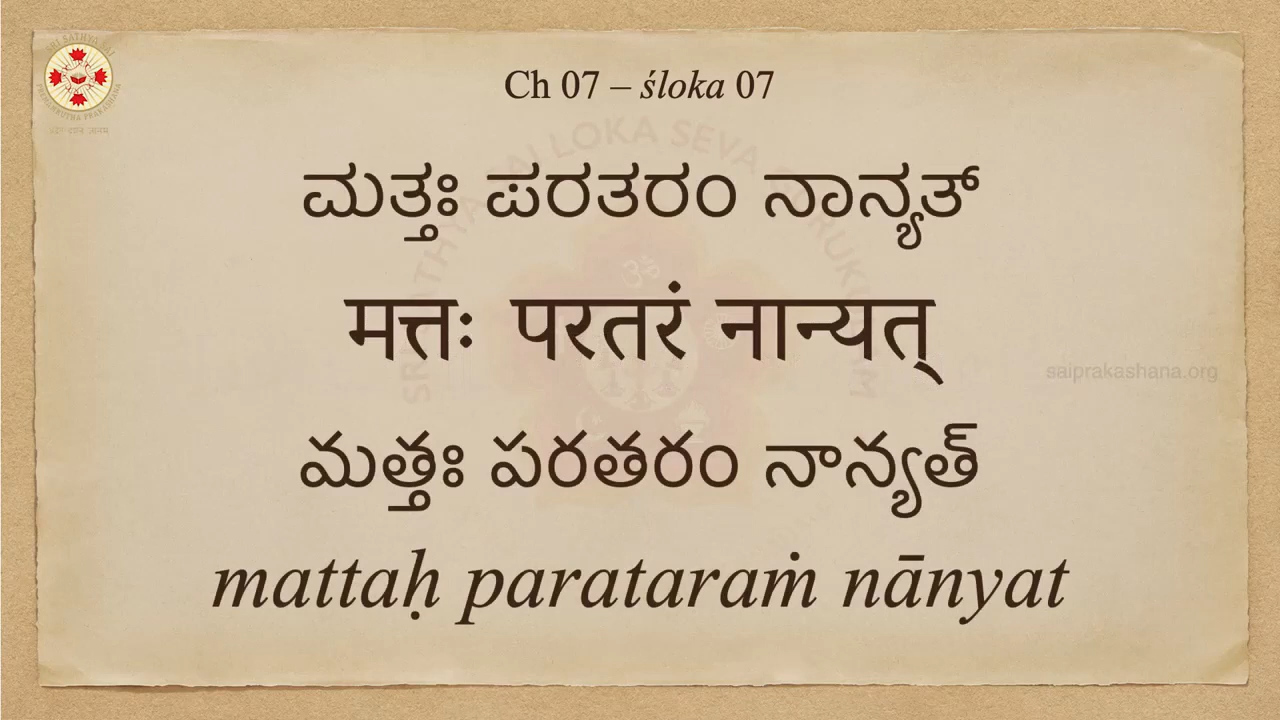 Ch 07 – śloka 07
ಮತ್ತಃ ಪರತರಂ ನಾನ್ಯತ್
मत्तः परतरं नान्यत्
మత్తః పరతరం నాన్యత్
mattaḥ parataraṁ nānyat
saiprakashana.org